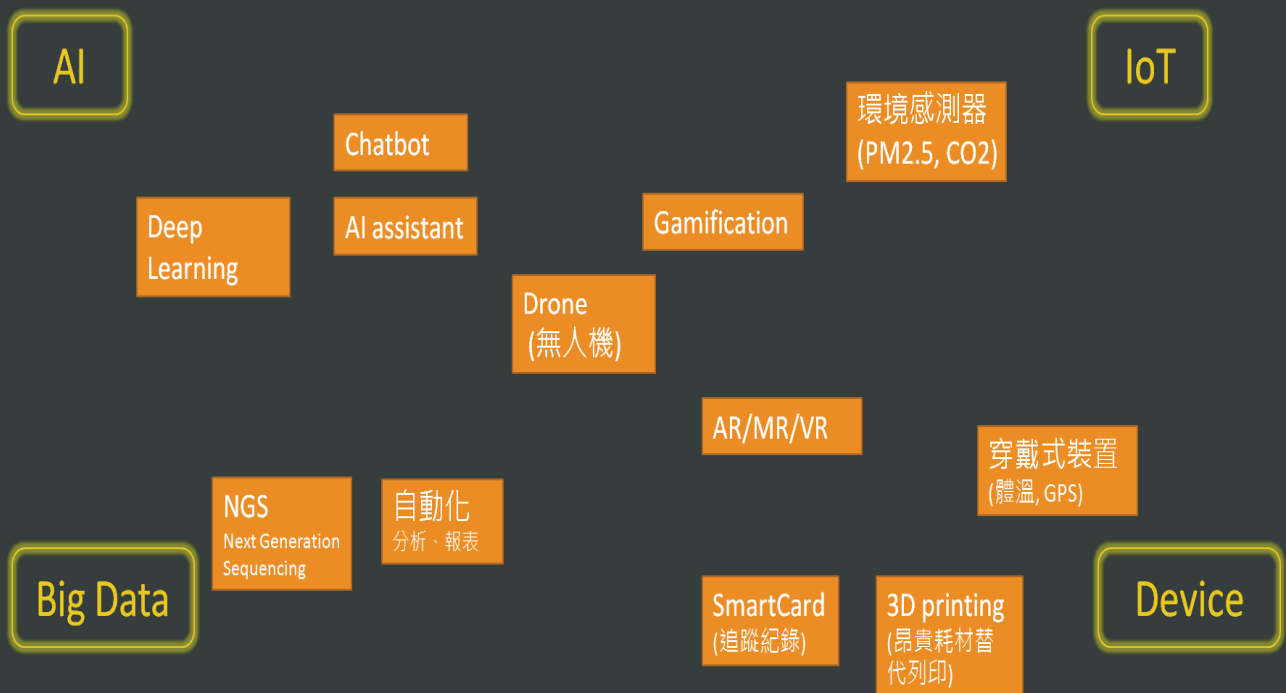 AI
IoT
環境感測器
(PM2.5, CO2)
Chatbot
Deep
Learning
AI assistant
Gamification
Drone
(無人機)
AR/MR/VR
穿戴式裝置
(體溫, GPS)
NGS
Next Generation
Sequencing
自動化
分析、報表
Big Data
Device
SmartCard
(追蹤紀錄)
3D printing
(昂貴耗材替
代列印)